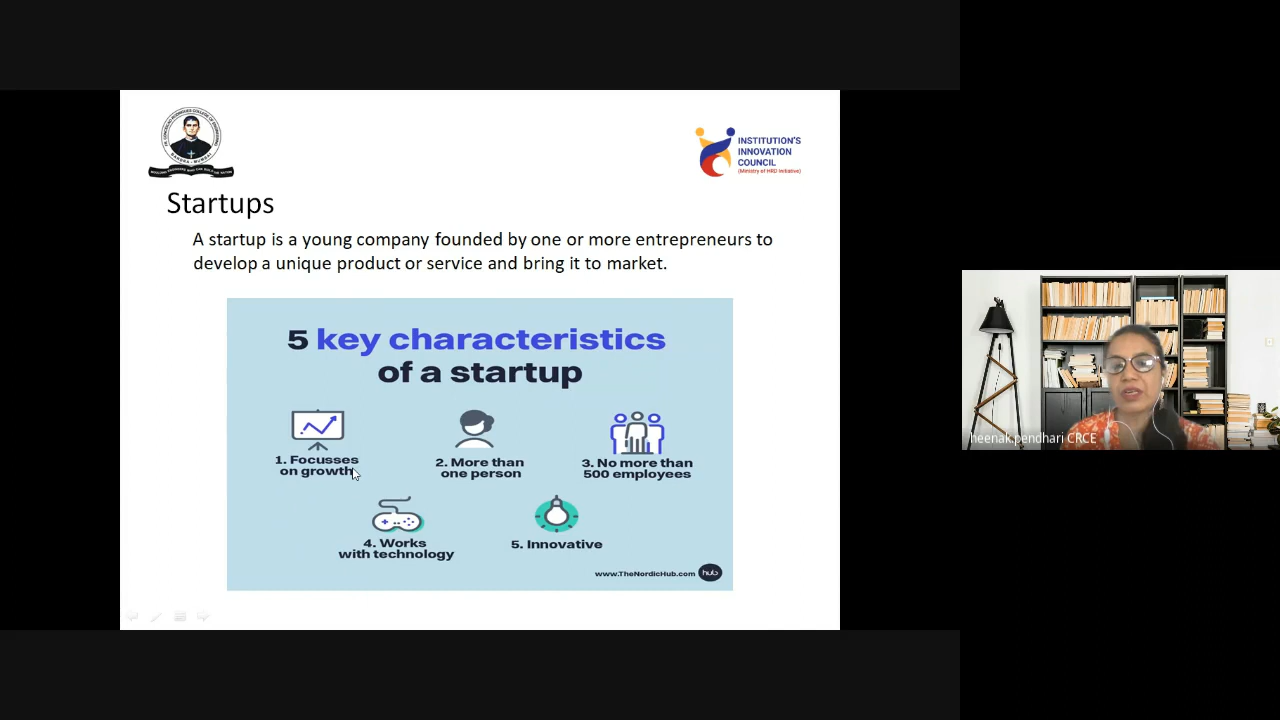 INSTITUTION'S
INNOVATION
COUNCIL
(Ministry of HRD Initiative)
Startups
A startup is a young company founded by one or more entrepreneurs to
develop a unique product or service and bring it to market.
5 key characteristics
of a startup
1. Focusses
on growth
2. More than
one person
3. No more than
500 employees
4. Works
with technology
5. Innovative
www.TheNordicHub.com
hub
heenak.pendhari CRCE